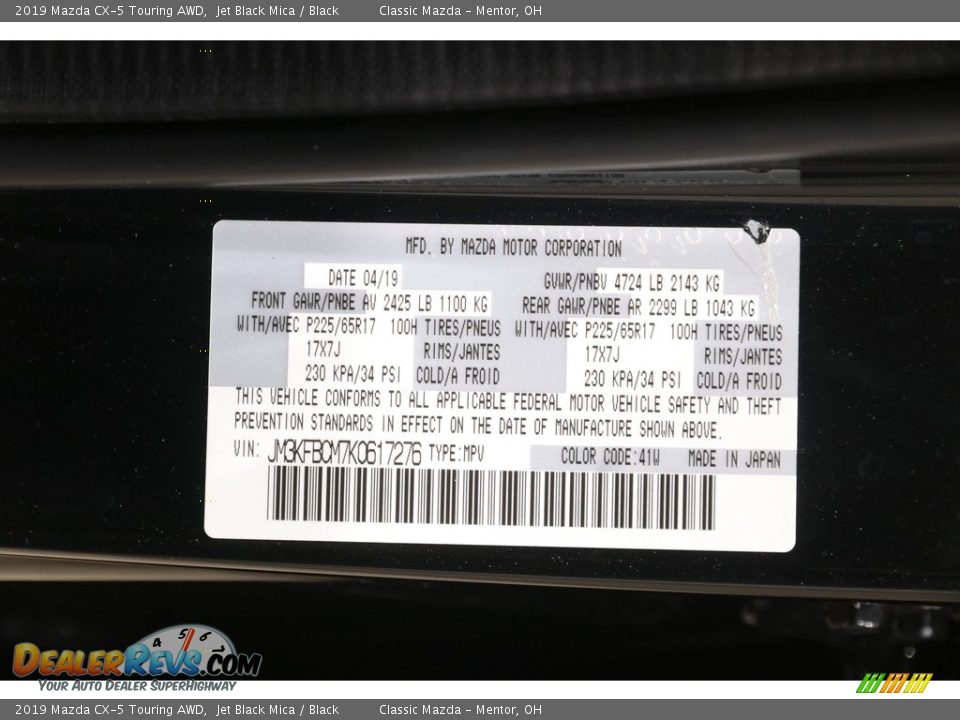 2019 Mazda CX-5 Touring AWD, Jet Black Mica / Black Classic Mazda - Mentor, OH
MFD. BY MAZDA MOTOR CORPORATION
DATE 04/19 GVWR/PNBV 4724 LB 2143 KG
FRONT GAWR/PNBE AV 2425 LB 1100 KG REAR GAWR/PNBE AR 2299 LB 1043 KG
WITH/AVEC P225/65R17 100H TIRES/PNEUS WITH/AVEC P225/65R17 100H TIRES/PNEUS
17X7J RIMS/JANTES 17X7J RIMS/JANTES
230 KPA/34 PSI COLD/A FROID 230 KPA/34 PSI COLD/A FROID
THIS VEHICLE CONFORMS TO ALL APPLICABLE FEDERAL MOTOR VEHICLE SAFETY AND THEFT
PREVENTION STANDARDS IN EFFECT ON THE DATE OF MANUFACTURE SHOWN ABOVE.
VIN: JM3KFBCM7K0617276 TYPE:MPV COLOR CODE:41W MADE IN JAPAN
4 5 6
DEALERREVS.COM
YOUR AUTO DEALER SUPERHIGHWAY
2019 Mazda CX-5 Touring AWD, Jet Black Mica / Black Classic Mazda - Mentor, OH